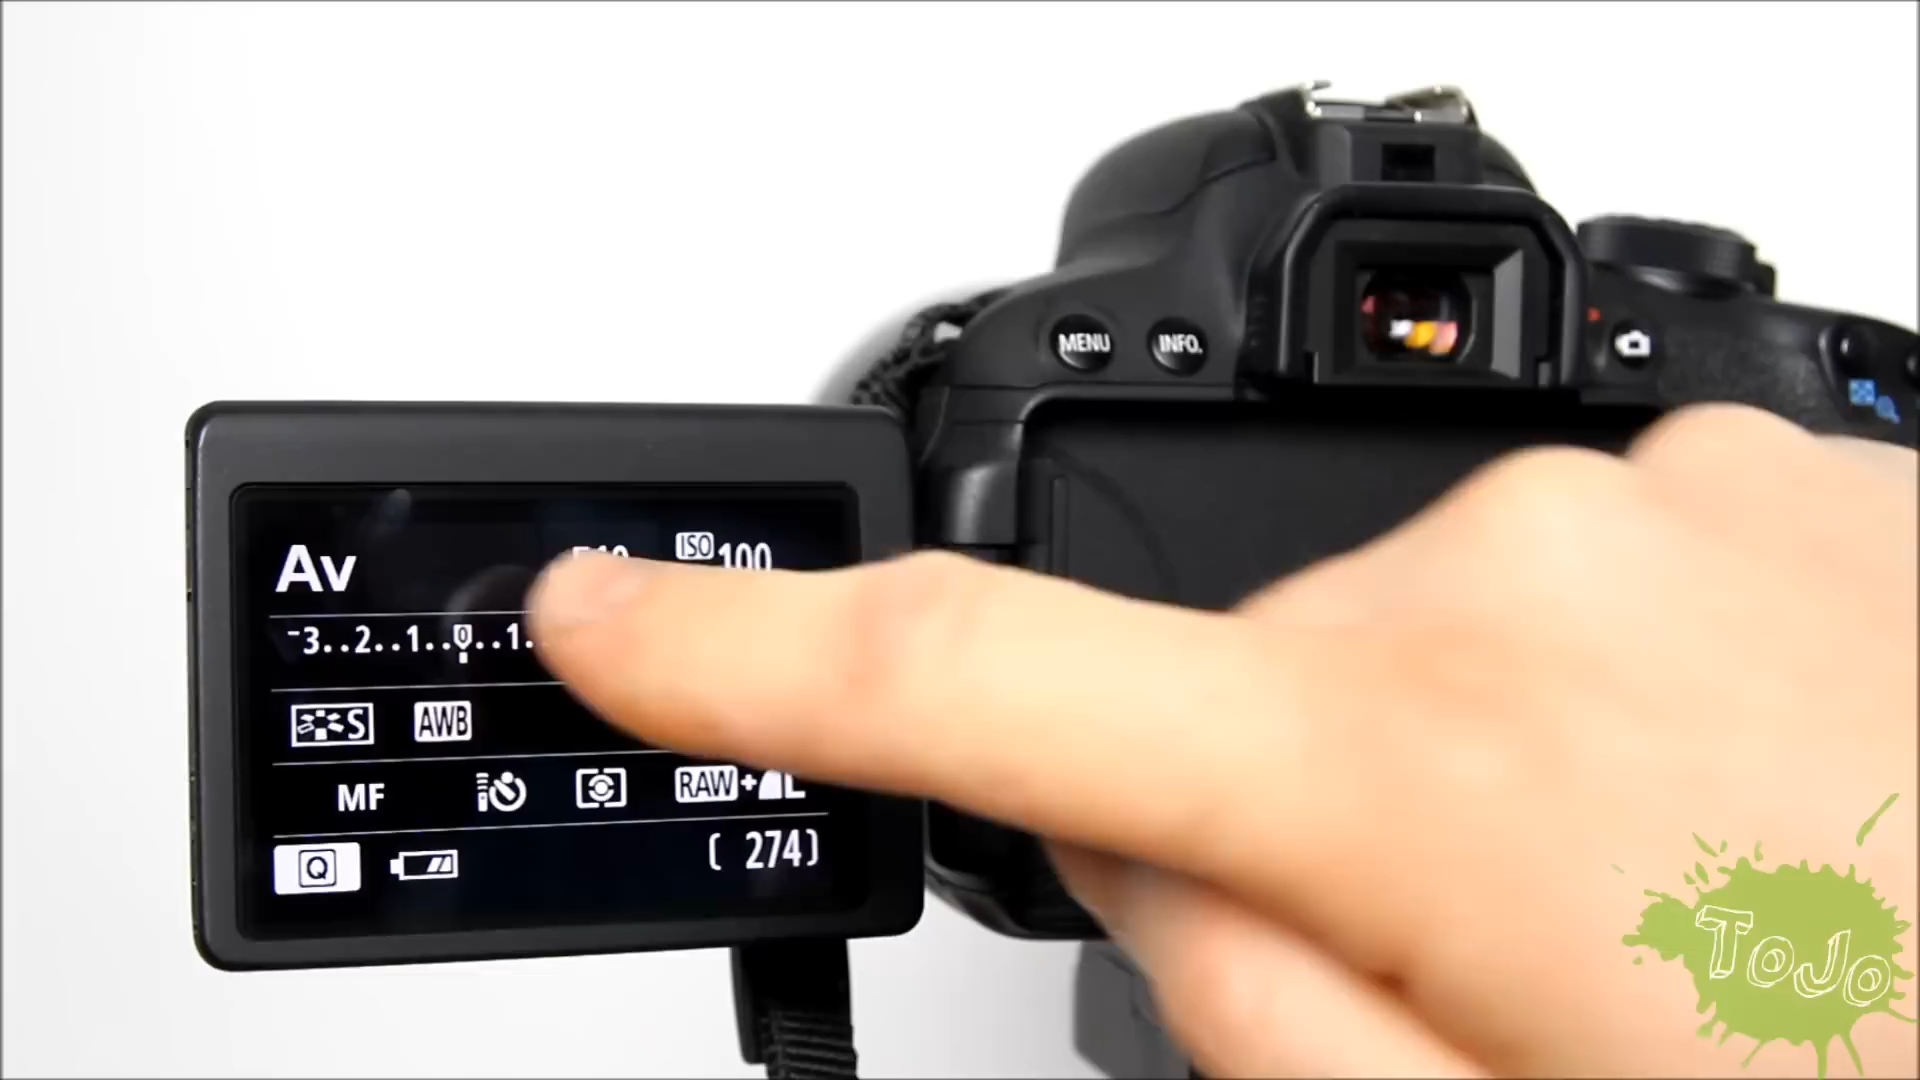 MENU INFO.
Av ISO 100
-3..2..1..0..1.
S AWB
MF RAW+L
Q (274)
ToJo